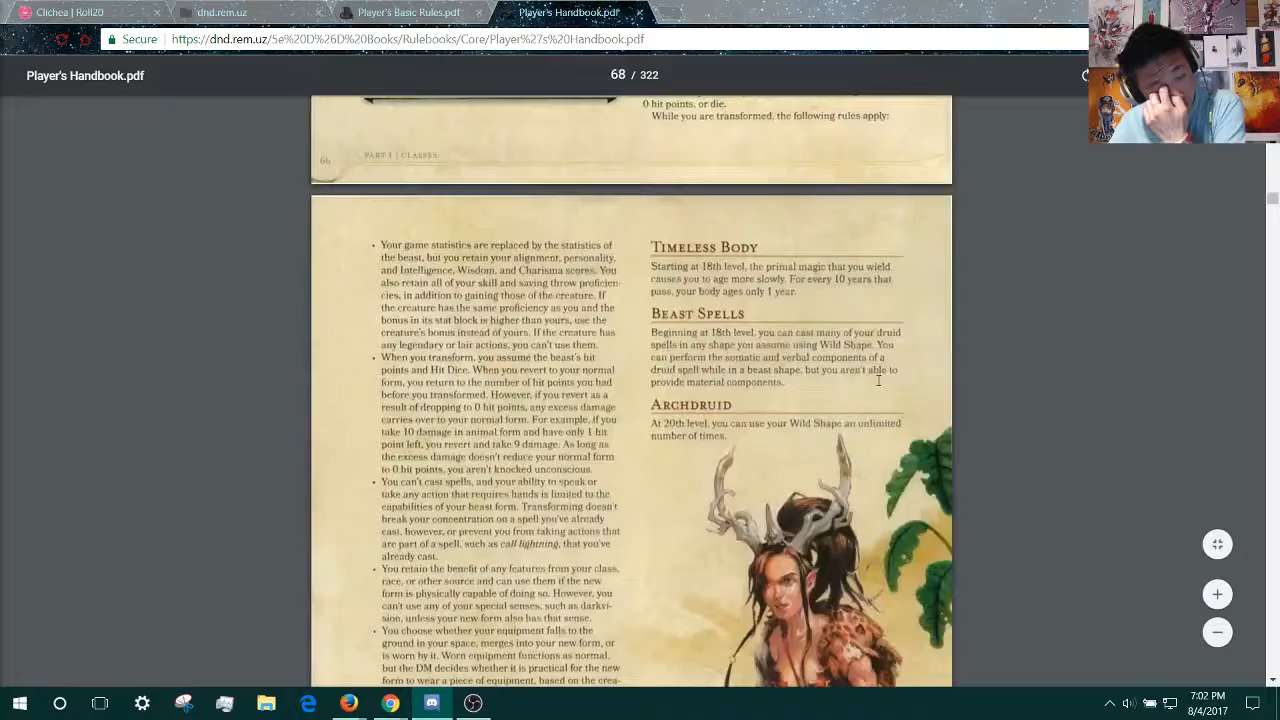 Clichea | Roll20
dnd.rem.uz
Player's Basic Rules.pdf
Player's Handbook.pdf
Secure
https://dnd.rem.uz/5e%20D%26D%20Books/Rulebooks/Core/Player%27s%20Handbook.pdf
Player's Handbook.pdf
68 / 322
0 hit points, or die.
While you are transformed, the following rules apply:
PART 1 | CLASSES
• Your game statistics are replaced by the statistics of
the beast, but you retain your alignment, personality,
and Intelligence, Wisdom, and Charisma scores. You
also retain all of your skill and saving throw proficien-
cies, in addition to gaining those of the creature. If
the creature has the same proficiency as you and the
bonus in its stat block is higher than yours, use the
creature's bonus instead of yours. If the creature has
any legendary or lair actions, you can't use them.
• When you transform, you assume the beast's hit
points and Hit Dice. When you revert to your normal
form, you return to the number of hit points you had
before you transformed. However, if you revert as a
result of dropping to 0 hit points, any excess damage
carries over to your normal form. For example, if you
take 10 damage in animal form and have only 1 hit
point left, you revert and take 9 damage. As long as
the excess damage doesn't reduce your normal form
to 0 hit points, you aren't knocked unconscious.
• You can't cast spells, and your ability to speak or
take any action that requires hands is limited to the
capabilities of your beast form. Transforming doesn't
break your concentration on a spell you've already
cast, however, or prevent you from taking actions that
are part of a spell, such as call lightning, that you've
already cast.
• You retain the benefit of any features from your class,
race, or other source and can use them if the new
form is physically capable of doing so. However, you
can't use any of your special senses, such as darkvi-
sion, unless your new form also has that sense.
• You choose whether your equipment falls to the
ground in your space, merges into your new form, or
is worn by it. Worn equipment functions as normal,
but the DM decides whether it is practical for the new
form to wear a piece of equipment, based on the crea-
TIMELESS BODY
Starting at 18th level, the primal magic that you wield
causes you to age more slowly. For every 10 years that
pass, your body ages only 1 year.
BEAST SPELLS
Beginning at 18th level, you can cast many of your druid
spells in any shape you assume using Wild Shape. You
can perform the somatic and verbal components of a
druid spell while in a beast shape, but you aren't able to
provide material components.
ARCHDRUID
At 20th level, you can use your Wild Shape an unlimited
number of times.
7:02 PM
8/4/2017